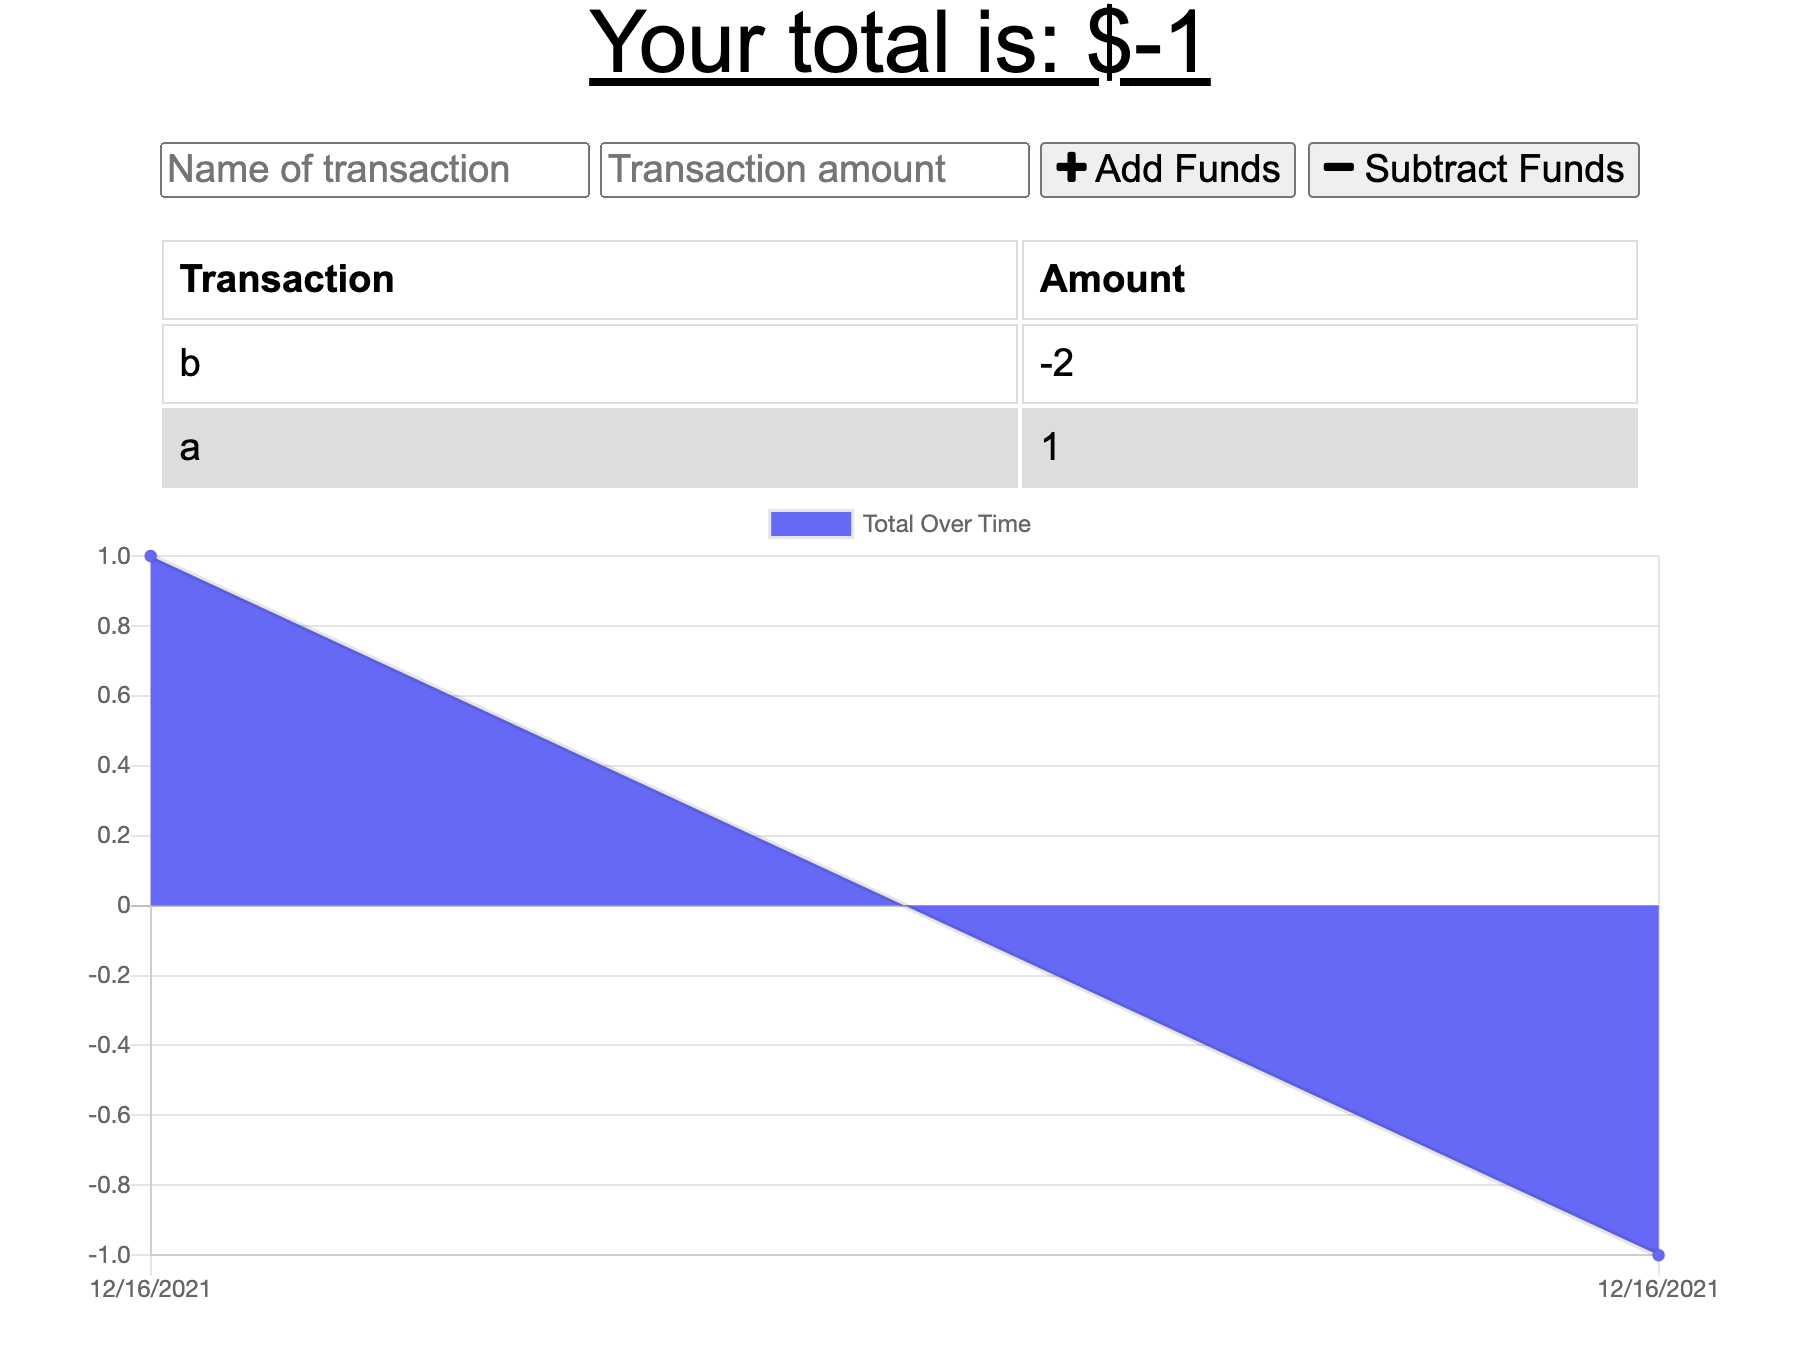 Your total is: $-1
Name of transaction Transaction amount Add Funds Subtract Funds
Transaction Amount
b -2
a 1
Total Over Time
1.0
0.8
0.6
0.4
0.2
0
-0.2
-0.4
-0.6
-0.8
-1.0
12/16/2021 12/16/2021